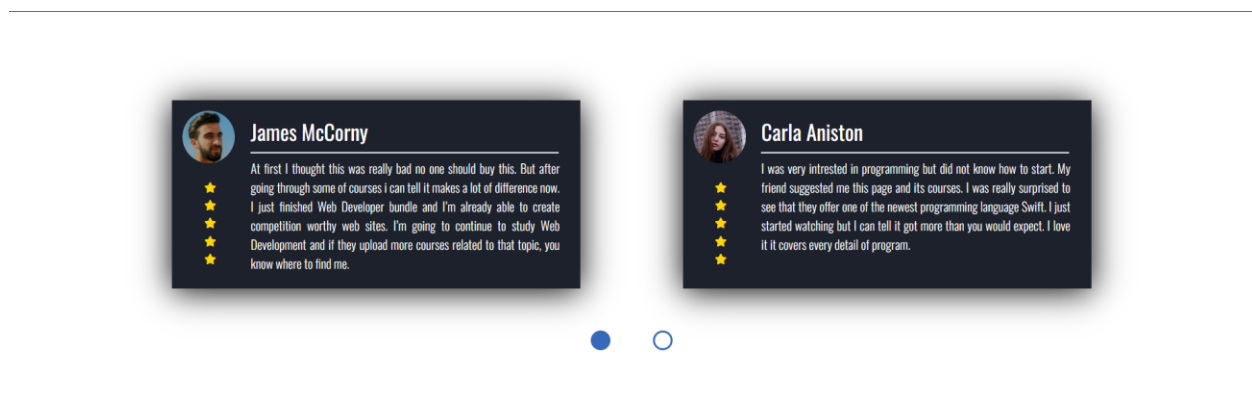 James McCorny
At first I thought this was really bad no one should buy this. But after
going through some of courses i can tell it makes a lot of difference now.
I just finished Web Developer bundle and I'm already able to create
competition worthy web sites. I'm going to continue to study Web
Development and if they upload more courses related to that topic, you
know where to find me.
Carla Aniston
I was very intrested in programming but did not know how to start. My
friend suggested me this page and its courses. I was really surprised to
see that they offer one of the newest programming language Swift. I just
started watching but I can tell it got more than you would expect. I love
it it covers every detail of program.